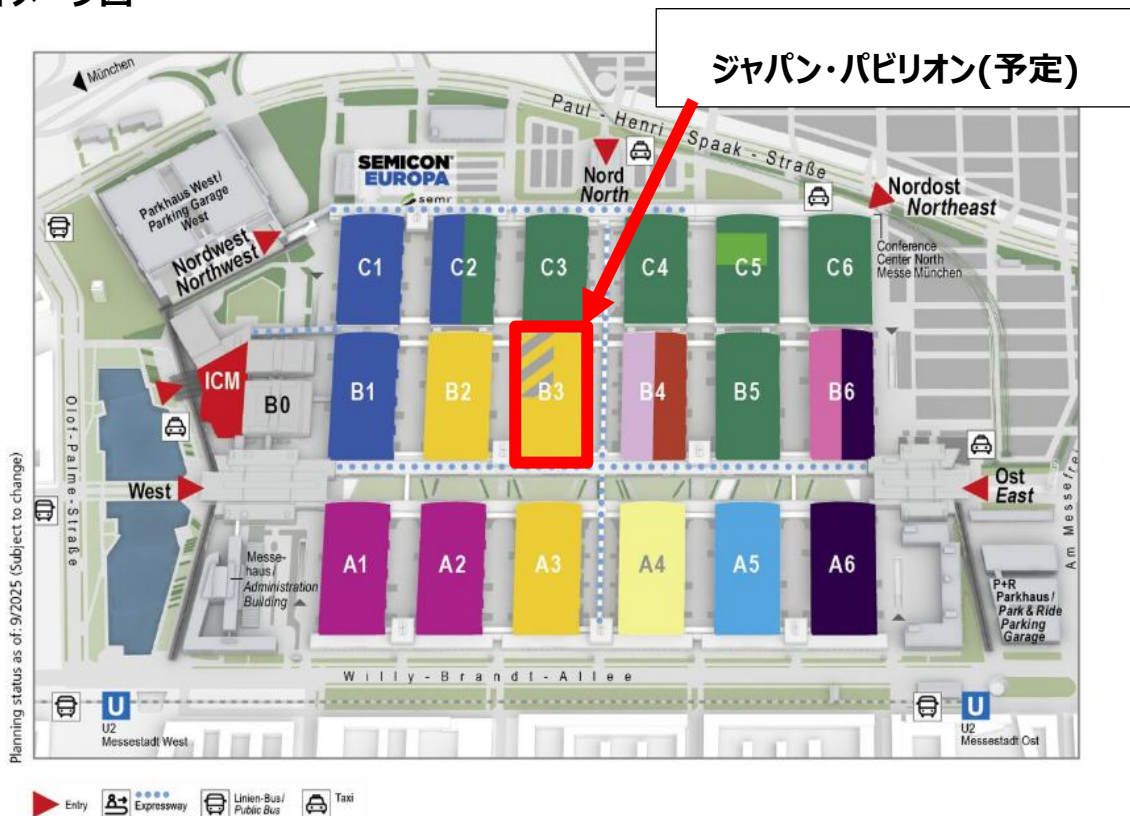 ジャパン・パビリオン(予定)
München
Paul - Henri - Spaak - Straße
SEMICON
EUROPA
semi
Nord
North
Nordost
Northeast
Parkhaus West/
Parking Garage
West
Nordwest
Northwest
Conference
Center North
Messe München
C1
C2
C3
C4
C5
C6
ICM
B0
B1
B2
B3
B4
B5
B6
Olof-Palme-Straße
West
Ost
East
A1
A2
A3
A4
A5
A6
Messe-
haus/
Administration
Building
P+R
Parkhaus/
Park & Ride
Parking
Garage
Willy-Brandt-Allee
U
U2
Messestadt West
U
U2
Messestadt Ost
Planning status as of: 9/2025 (Subject to change)
Entry
Expressway
Linien-Bus/
Public Bus
Taxi